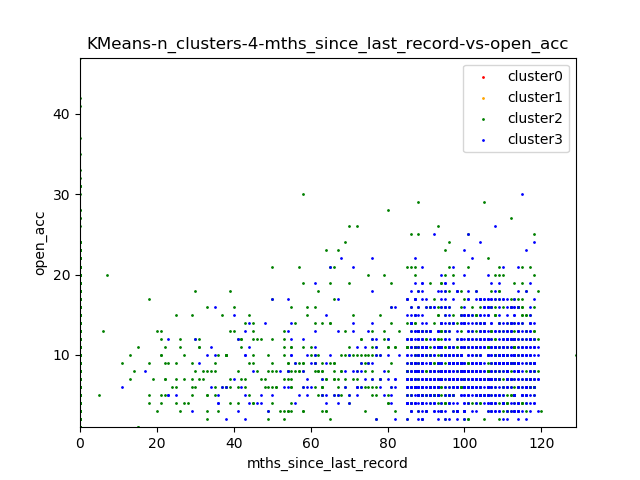 KMeans-n_clusters-4-mths_since_last_record-vs-open_acc
cluster0
cluster1
cluster2
cluster3
40
30
20
10
open_acc
0
20
40
60
80
100
120
mths_since_last_record